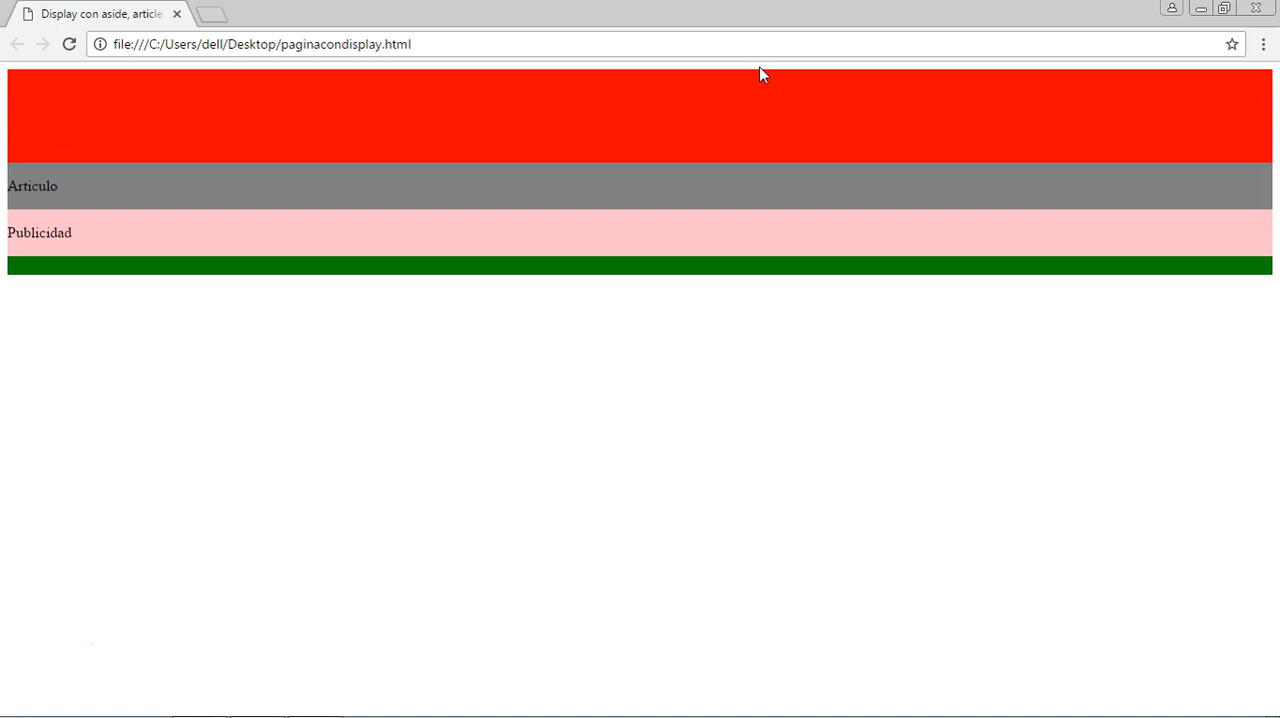 Display con aside, article
file:///C:/Users/dell/Desktop/paginacondisplay.html
Articulo
Publicidad